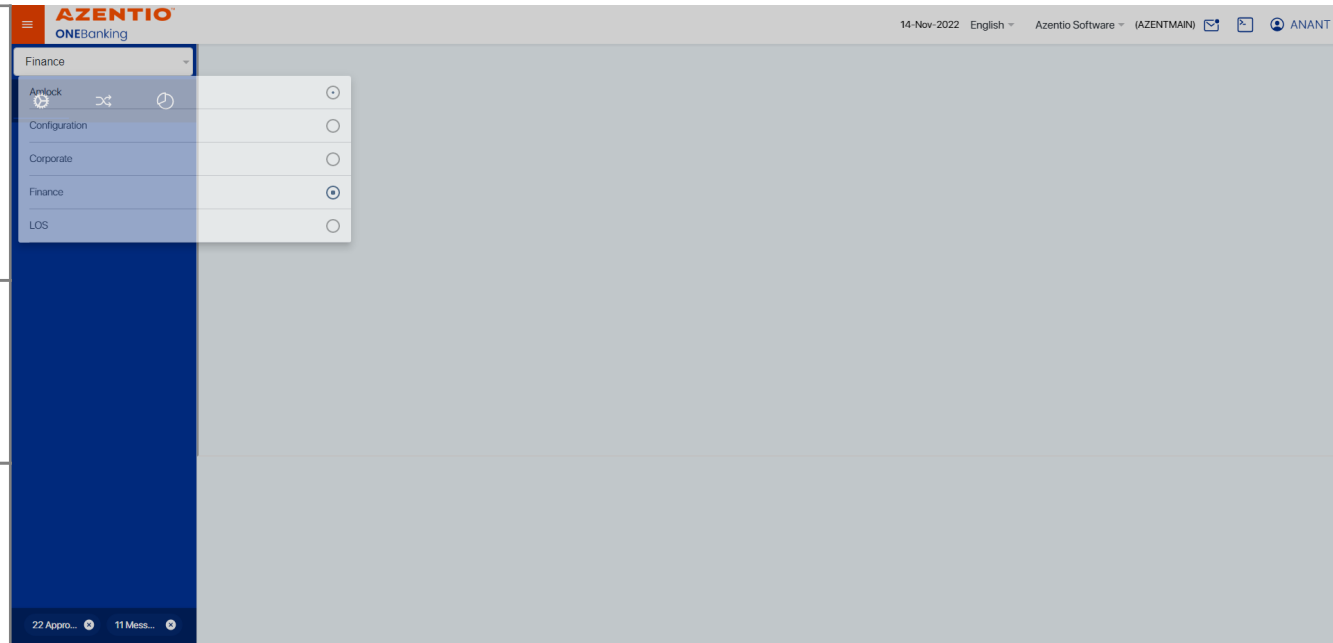 AZENTIO™
ONEBanking
14-Nov-2022 English Azentio Software (AZENTMAIN) ANANT
Finance
Amlock
Configuration
Corporate
Finance
LOS
22 Appro... 11 Mess...